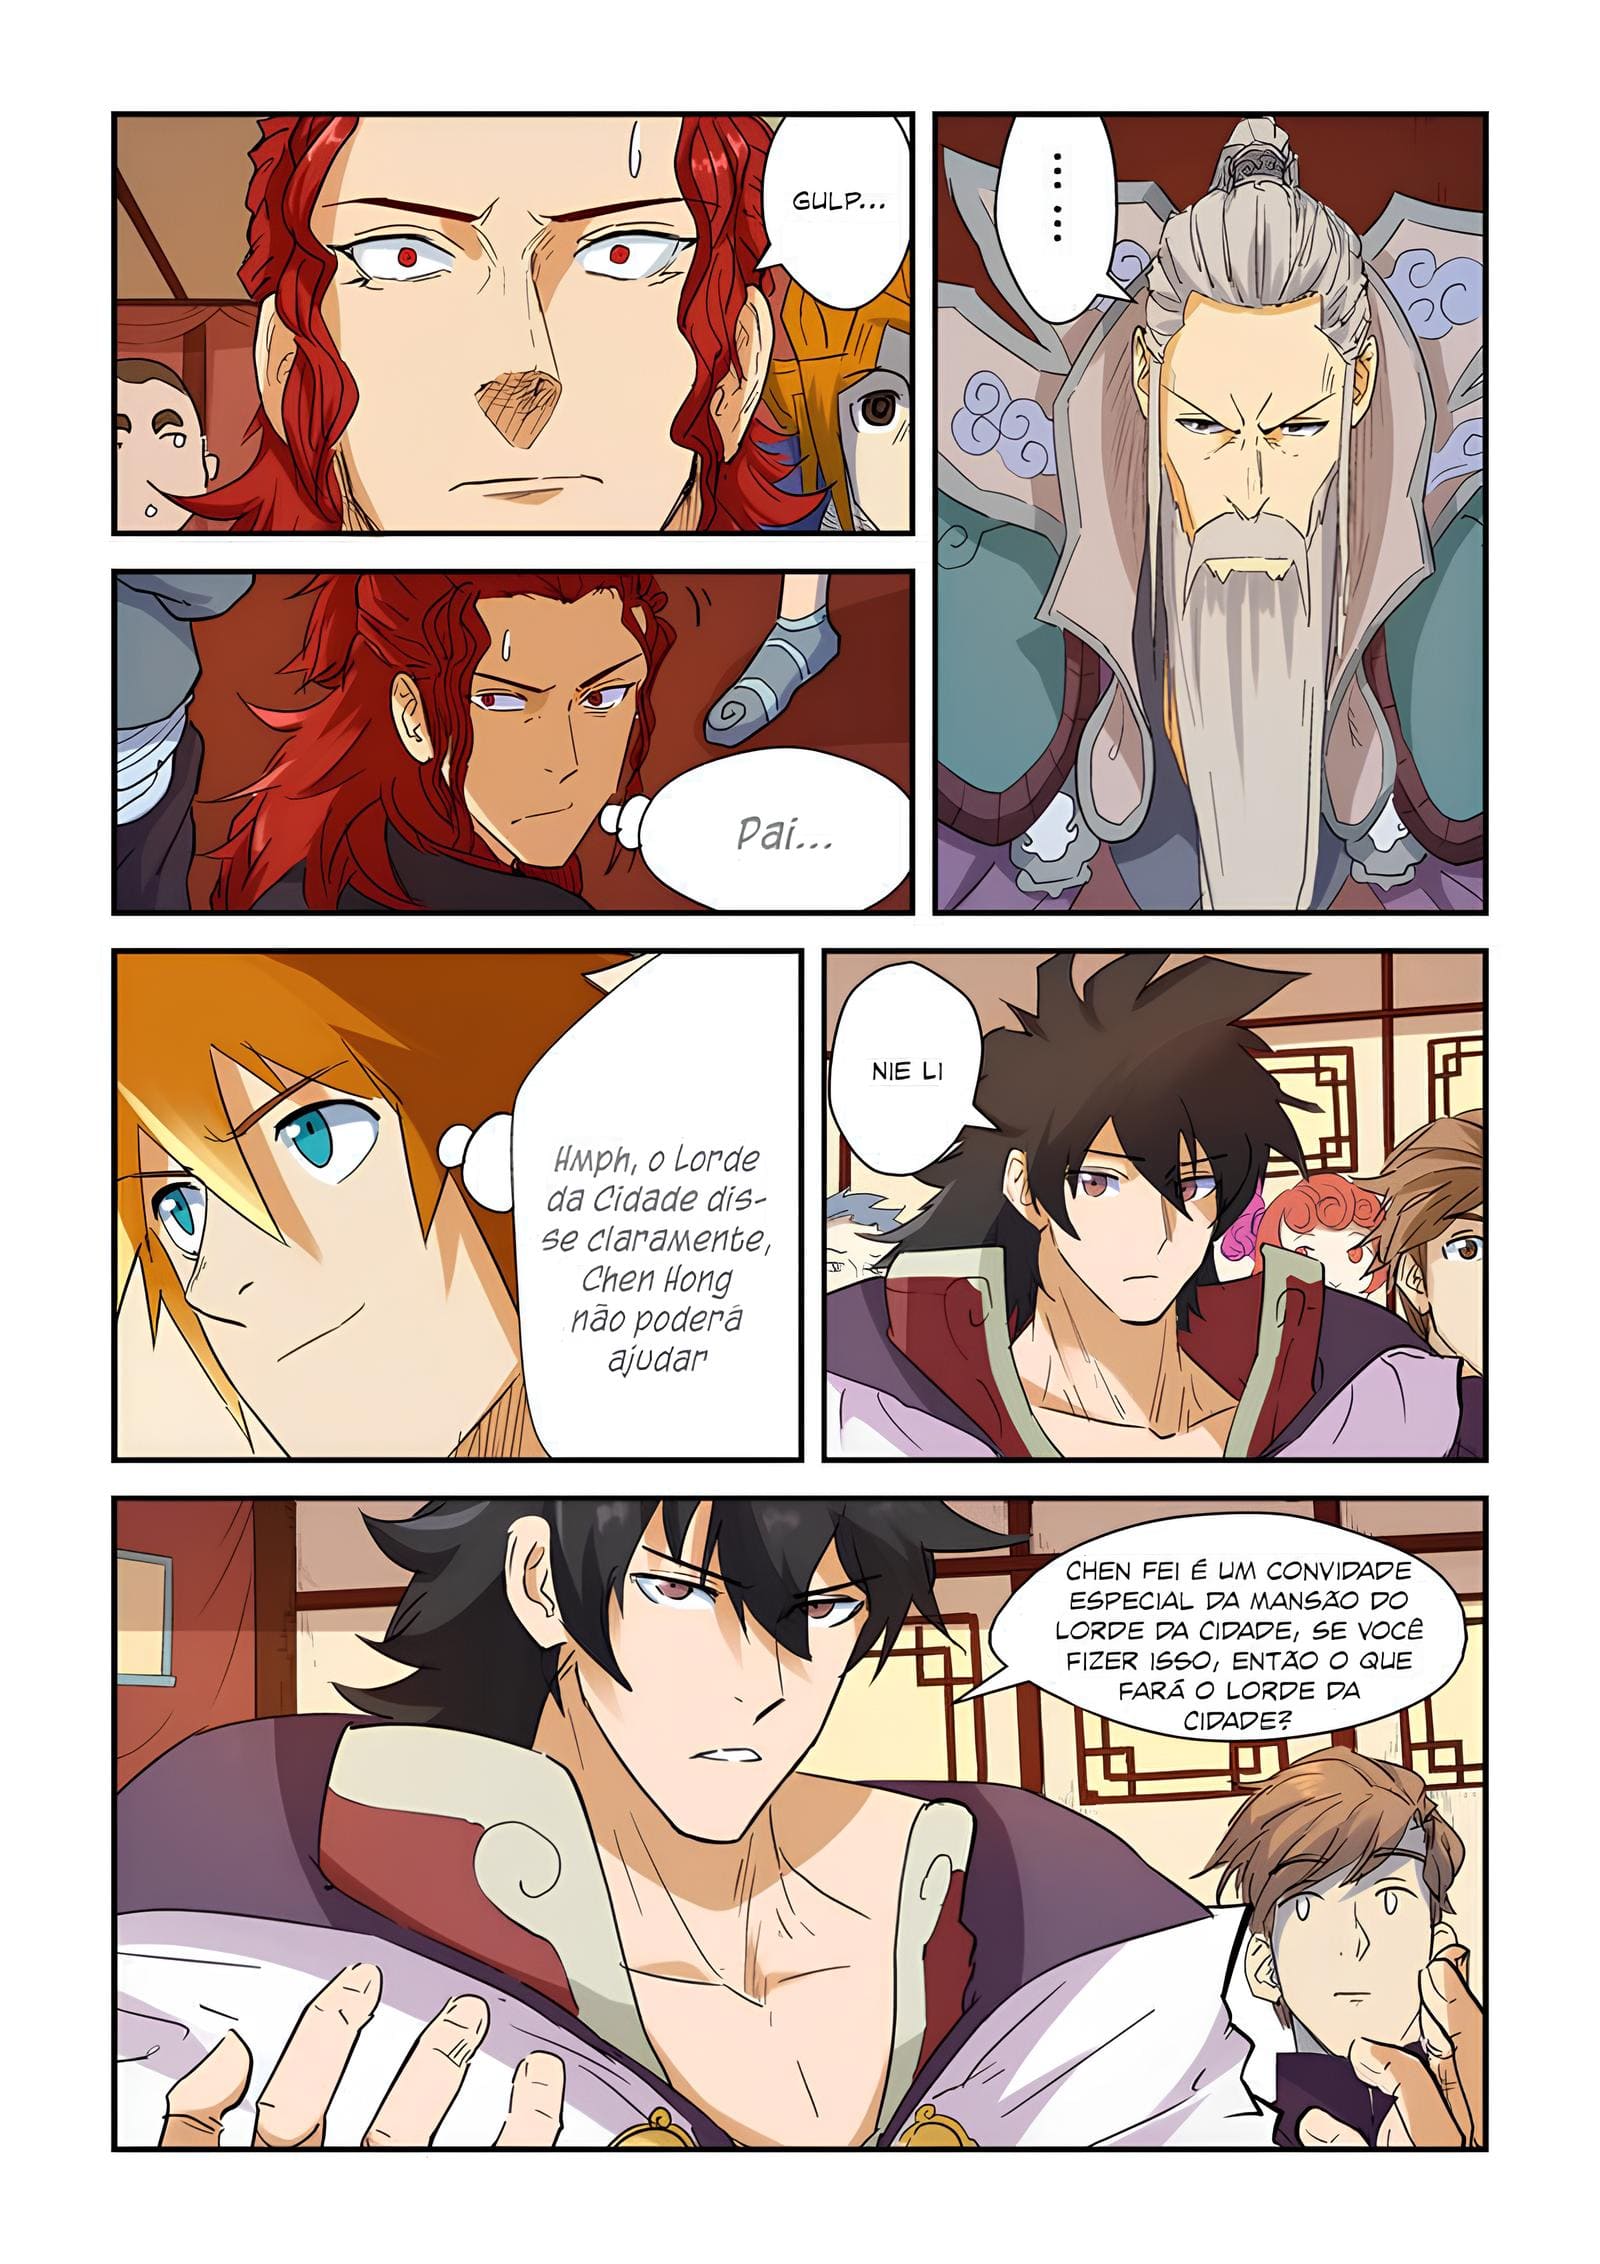 GULP...
......
Pai...
Hmph, o Lorde
da Cidade dis-
se claramente,
Chen Hong
não poderá
ajudar
NIE LI
CHEN FEI É UM CONVIDADE
ESPECIAL DA MANSÃO DO
LORDE DA CIDADE, SE VOCÊ
FIZER ISSO, ENTÃO O QUE
FARÁ O LORDE DA
CIDADE?